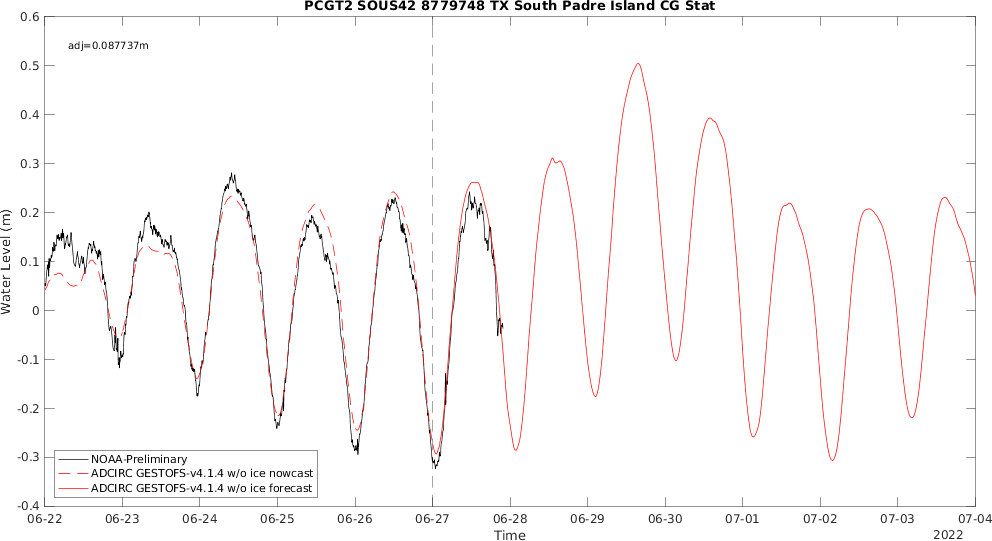 PCGT2 SOUS42 8779748 TX South Padre Island CG Stat
adj=0.087737m
Water Level (m)
0.6
0.5
0.4
0.3
0.2
0.1
0
-0.1
-0.2
-0.3
-0.4
NOAA-Preliminary
ADCIRC GESTOFS-v4.1.4 w/o ice nowcast
ADCIRC GESTOFS-v4.1.4 w/o ice forecast
06-22 06-23 06-24 06-25 06-26 06-27 06-28 06-29 06-30 07-01 07-02 07-03 07-04
Time
2022